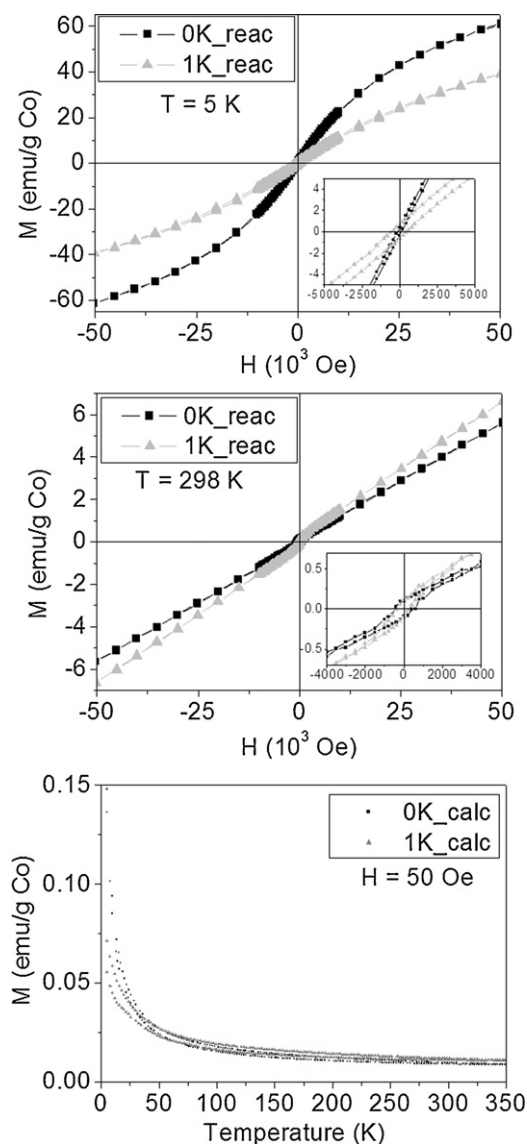 60
40
20
0
-20
-40
-60
M (emu/g Co)
0K_reac
1K_reac
T = 5 K
4
2
0
-2
-4
-5000 -2500 0 2500 5000
-50 -25 0 25 50
H (10³ Oe)
6
4
2
0
-2
-4
-6
M (emu/g Co)
0K_reac
1K_reac
T = 298 K
0.5
0.0
-0.5
-4000 -2000 0 2000 4000
-50 -25 0 25 50
H (10³ Oe)
0.15
0.10
0.05
0.00
M (emu/g Co)
0K_calc
1K_calc
H = 50 Oe
0 50 100 150 200 250 300 350
Temperature (K)